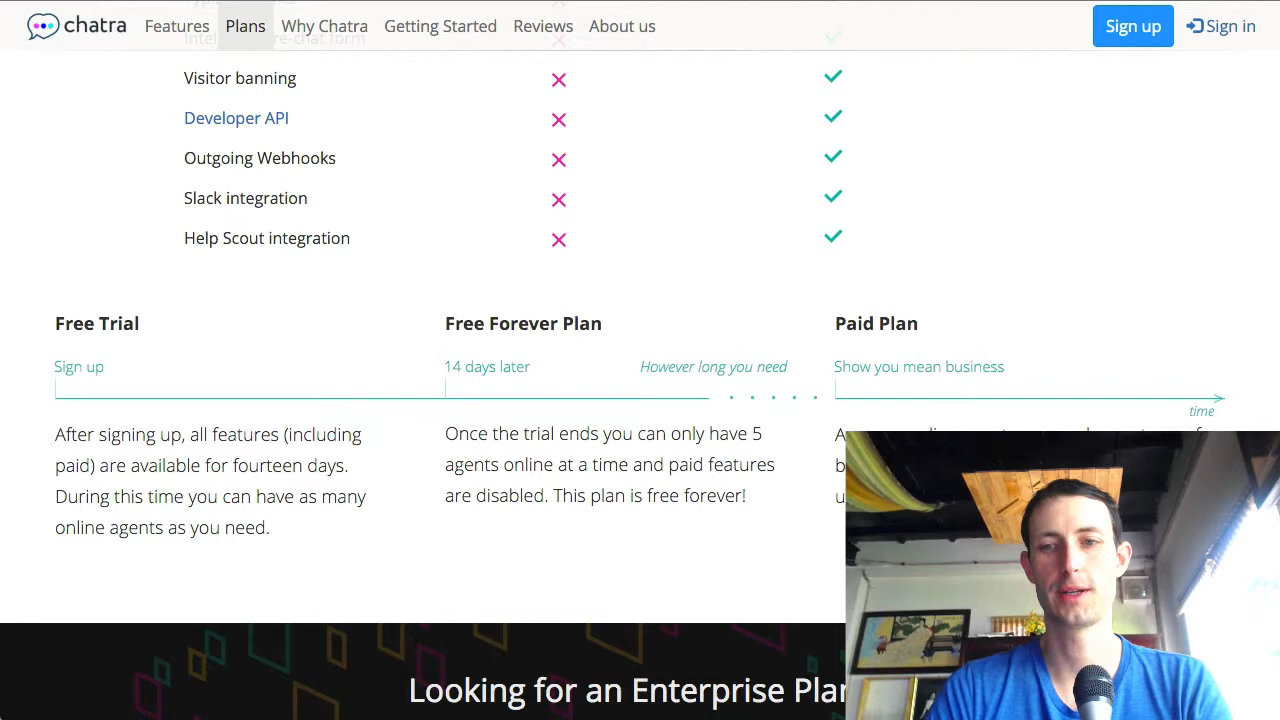 chatra Features Plans Why Chatra Getting Started Reviews About us Sign up Sign in
Visitor banning
Developer API
Outgoing Webhooks
Slack integration
Help Scout integration
Free Trial
Sign up
After signing up, all features (including
paid) are available for fourteen days.
During this time you can have as many
online agents as you need.
Free Forever Plan
14 days later However long you need
Once the trial ends you can only have 5
agents online at a time and paid features
are disabled. This plan is free forever!
Paid Plan
Show you mean business
time
Looking for an Enterprise